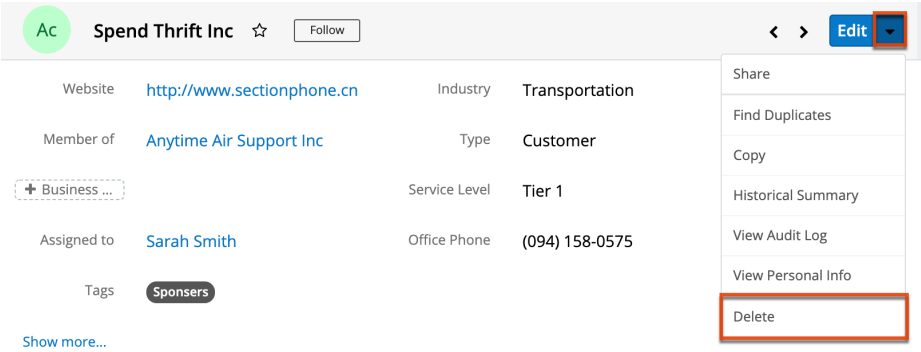 Ac Spend Thrift Inc Follow Edit
Website http://www.sectionphone.cn Industry Transportation
Member of Anytime Air Support Inc Type Customer
Business ... Service Level Tier 1
Assigned to Sarah Smith Office Phone (094) 158-0575
Tags Sponsers
Show more...
Share
Find Duplicates
Copy
Historical Summary
View Audit Log
View Personal Info
Delete